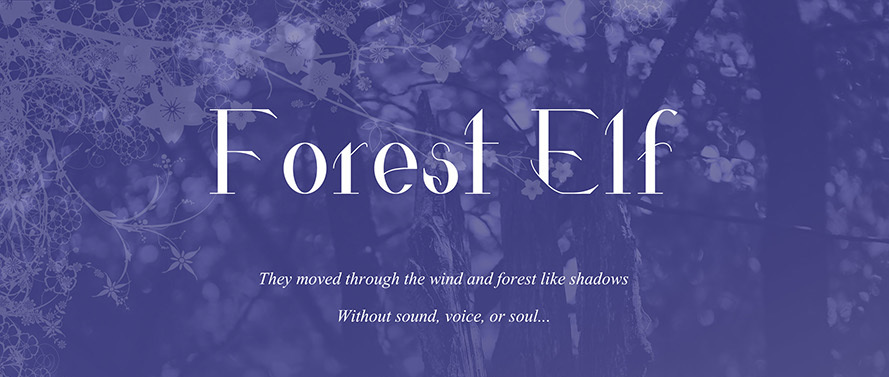 Forest Elf
They moved through the wind and forest like shadows
Without sound, voice, or soul...